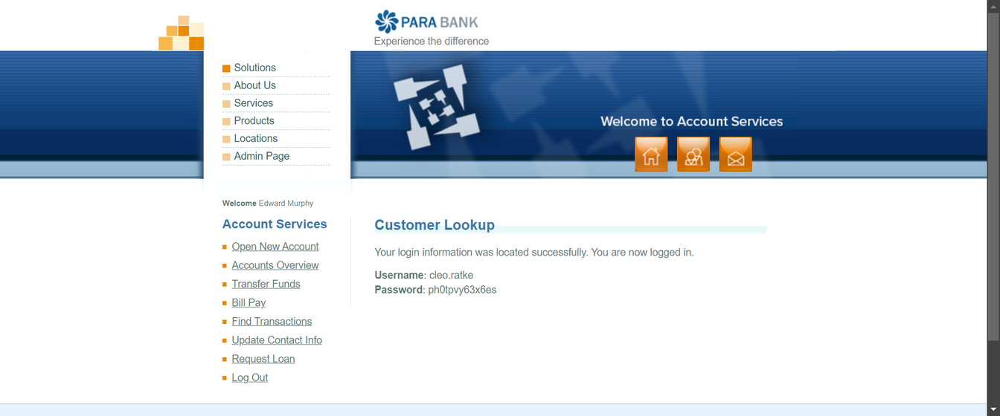 PARA BANK
Experience the difference
Solutions
About Us
Services
Products
Locations
Admin Page
Welcome to Account Services
Welcome Edward Murphy
Account Services
Open New Account
Accounts Overview
Transfer Funds
Bill Pay
Find Transactions
Update Contact Info
Request Loan
Log Out
Customer Lookup
Your login information was located successfully. You are now logged in.
Username: cleo.ratke
Password: ph0tpvy63x6es